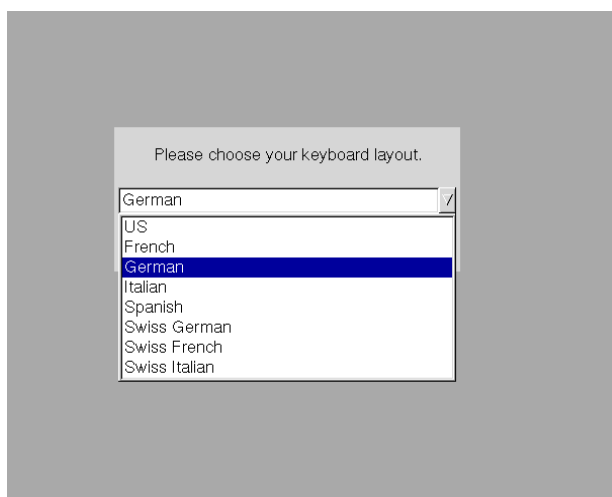 Please choose your keyboard layout.
German
US
French
German
Italian
Spanish
Swiss German
Swiss French
Swiss Italian